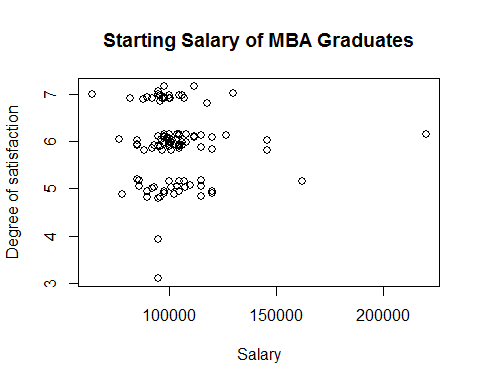 Starting Salary of MBA Graduates
Degree of satisfaction
7
6
5
4
3
100000
150000
200000
Salary